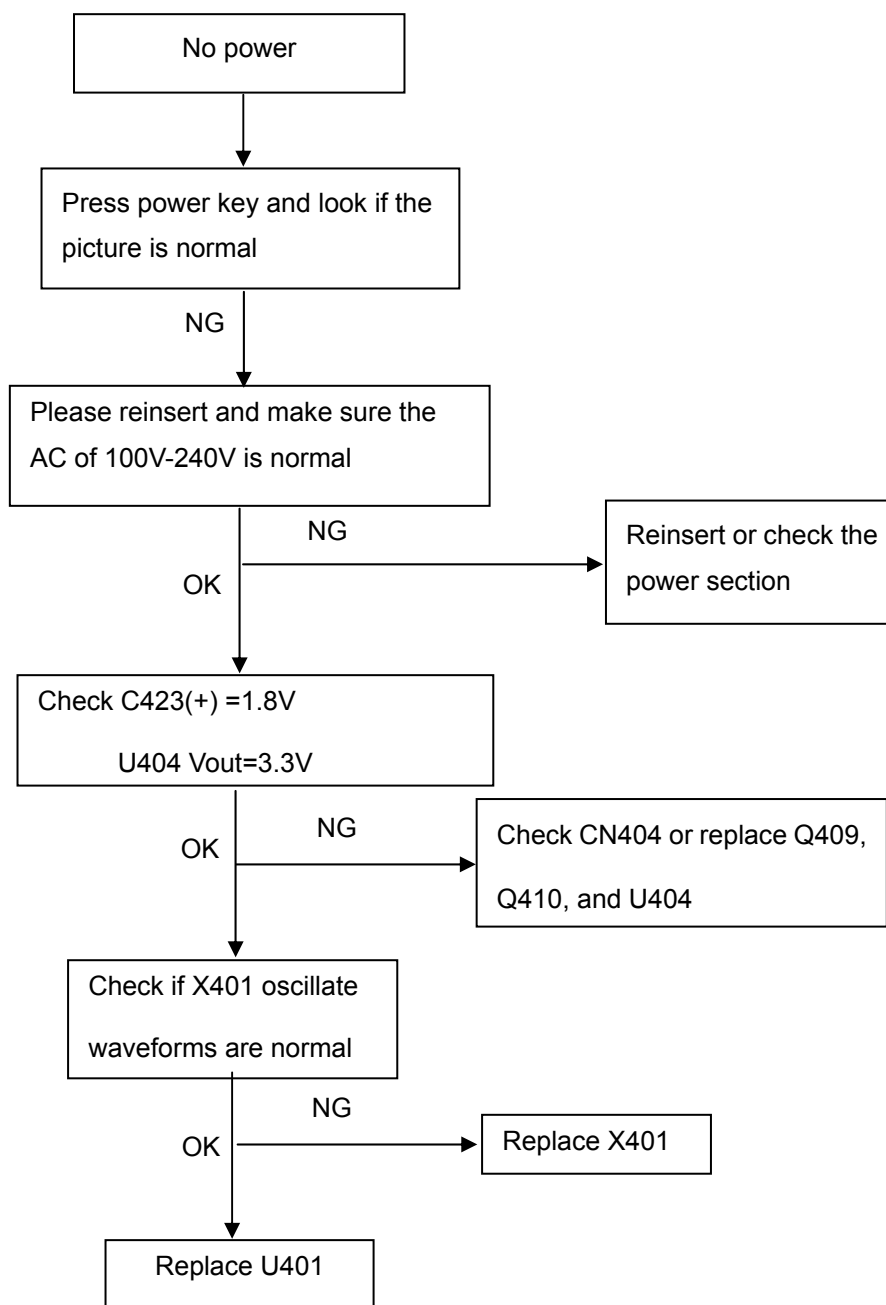 No power
Press power key and look if the
picture is normal
NG
Please reinsert and make sure the
AC of 100V-240V is normal
NG
Reinsert or check the
power section
OK
Check C423(+) =1.8V
U404 Vout=3.3V
NG
Check CN404 or replace Q409,
Q410, and U404
OK
Check if X401 oscillate
waveforms are normal
NG
Replace X401
OK
Replace U401